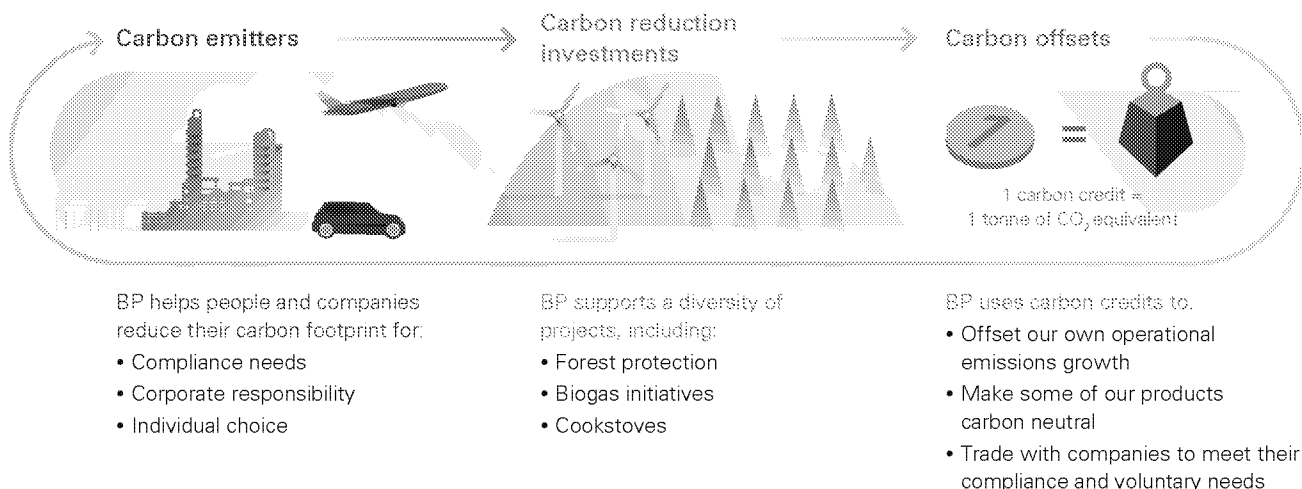 Carbon emitters
Carbon reduction
investments
Carbon offsets
1 carbon credit =
1 tonne of CO₂ equivalent
BP helps people and companies
reduce their carbon footprint for:
• Compliance needs
• Corporate responsibility
• Individual choice
BP supports a diversity of
projects, including:
• Forest protection
• Biogas initiatives
• Cookstoves
BP uses carbon credits to:
• Offset our own operational
emissions growth
• Make some of our products
carbon neutral
• Trade with companies to meet their
compliance and voluntary needs